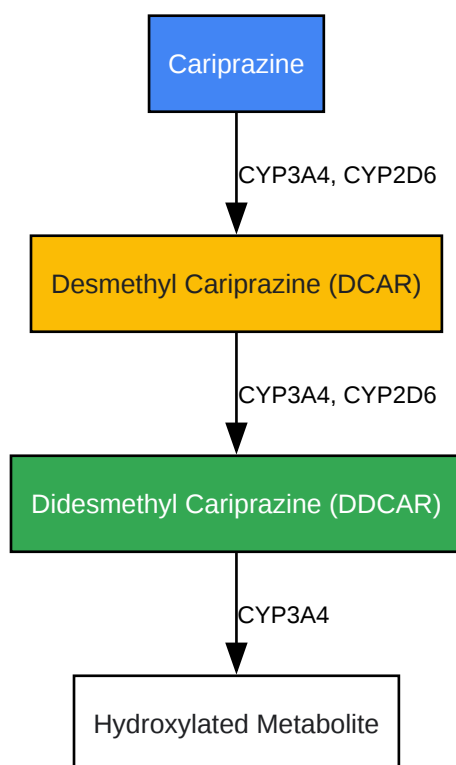 Cariprazine
CYP3A4, CYP2D6
Desmethyl Cariprazine (DCAR)
CYP3A4, CYP2D6
Didesmethyl Cariprazine (DDCAR)
CYP3A4
Hydroxylated Metabolite